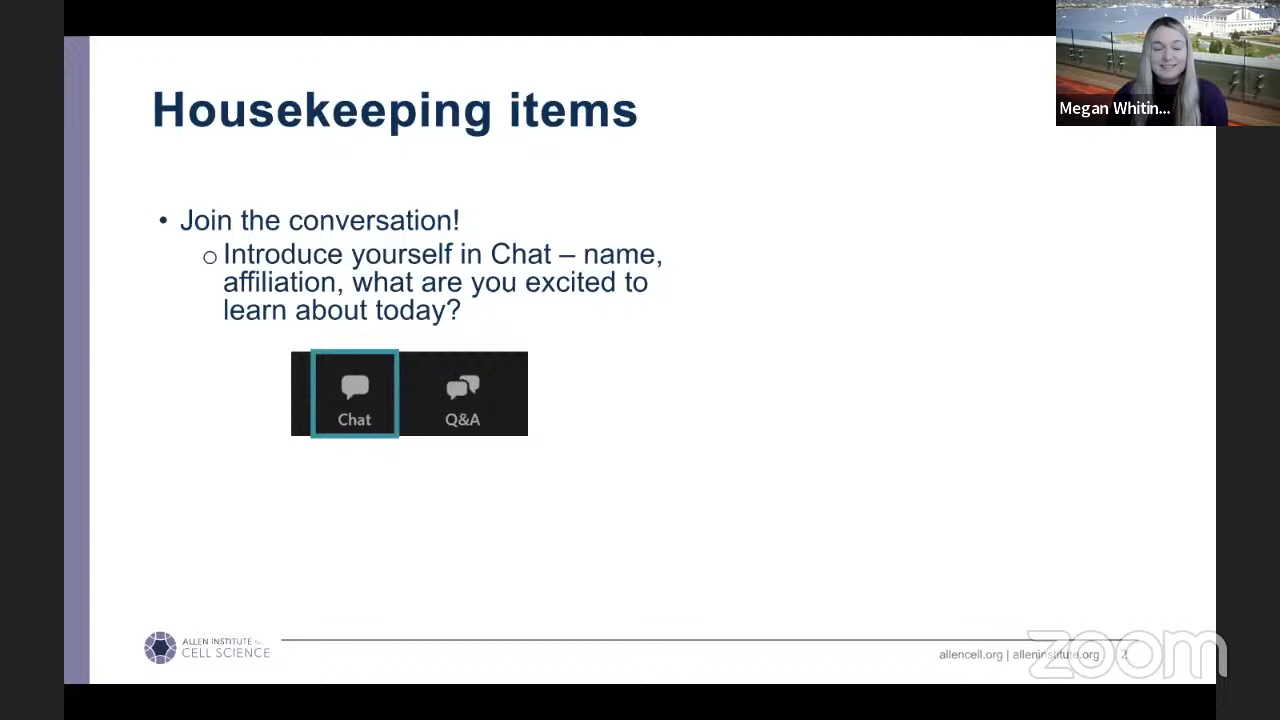 Housekeeping items
Megan Whitin...
• Join the conversation!
o Introduce yourself in Chat – name,
affiliation, what are you excited to
learn about today?
Chat
Q&A
ALLEN INSTITUTE for
CELL SCIENCE
allencell.org | alleninstitute.org 2
zoom